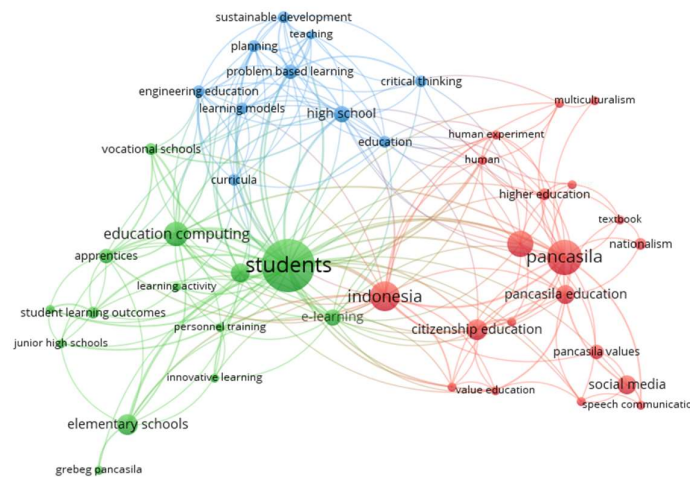 sustainable development
teaching
planning
problem based learning
critical thinking
engineering education
learning models
high school
multiculturalism
human experiment
education
vocational schools
human
curricula
higher education
textbook
education computing
nationalism
apprentices
students
pancasila
learning activity
indonesia
pancasila education
student learning outcomes
e-learning
personnel training
citizenship education
junior high schools
pancasila values
innovative learning
social media
value education
speech communicatio
elementary schools
grebeg pancasila